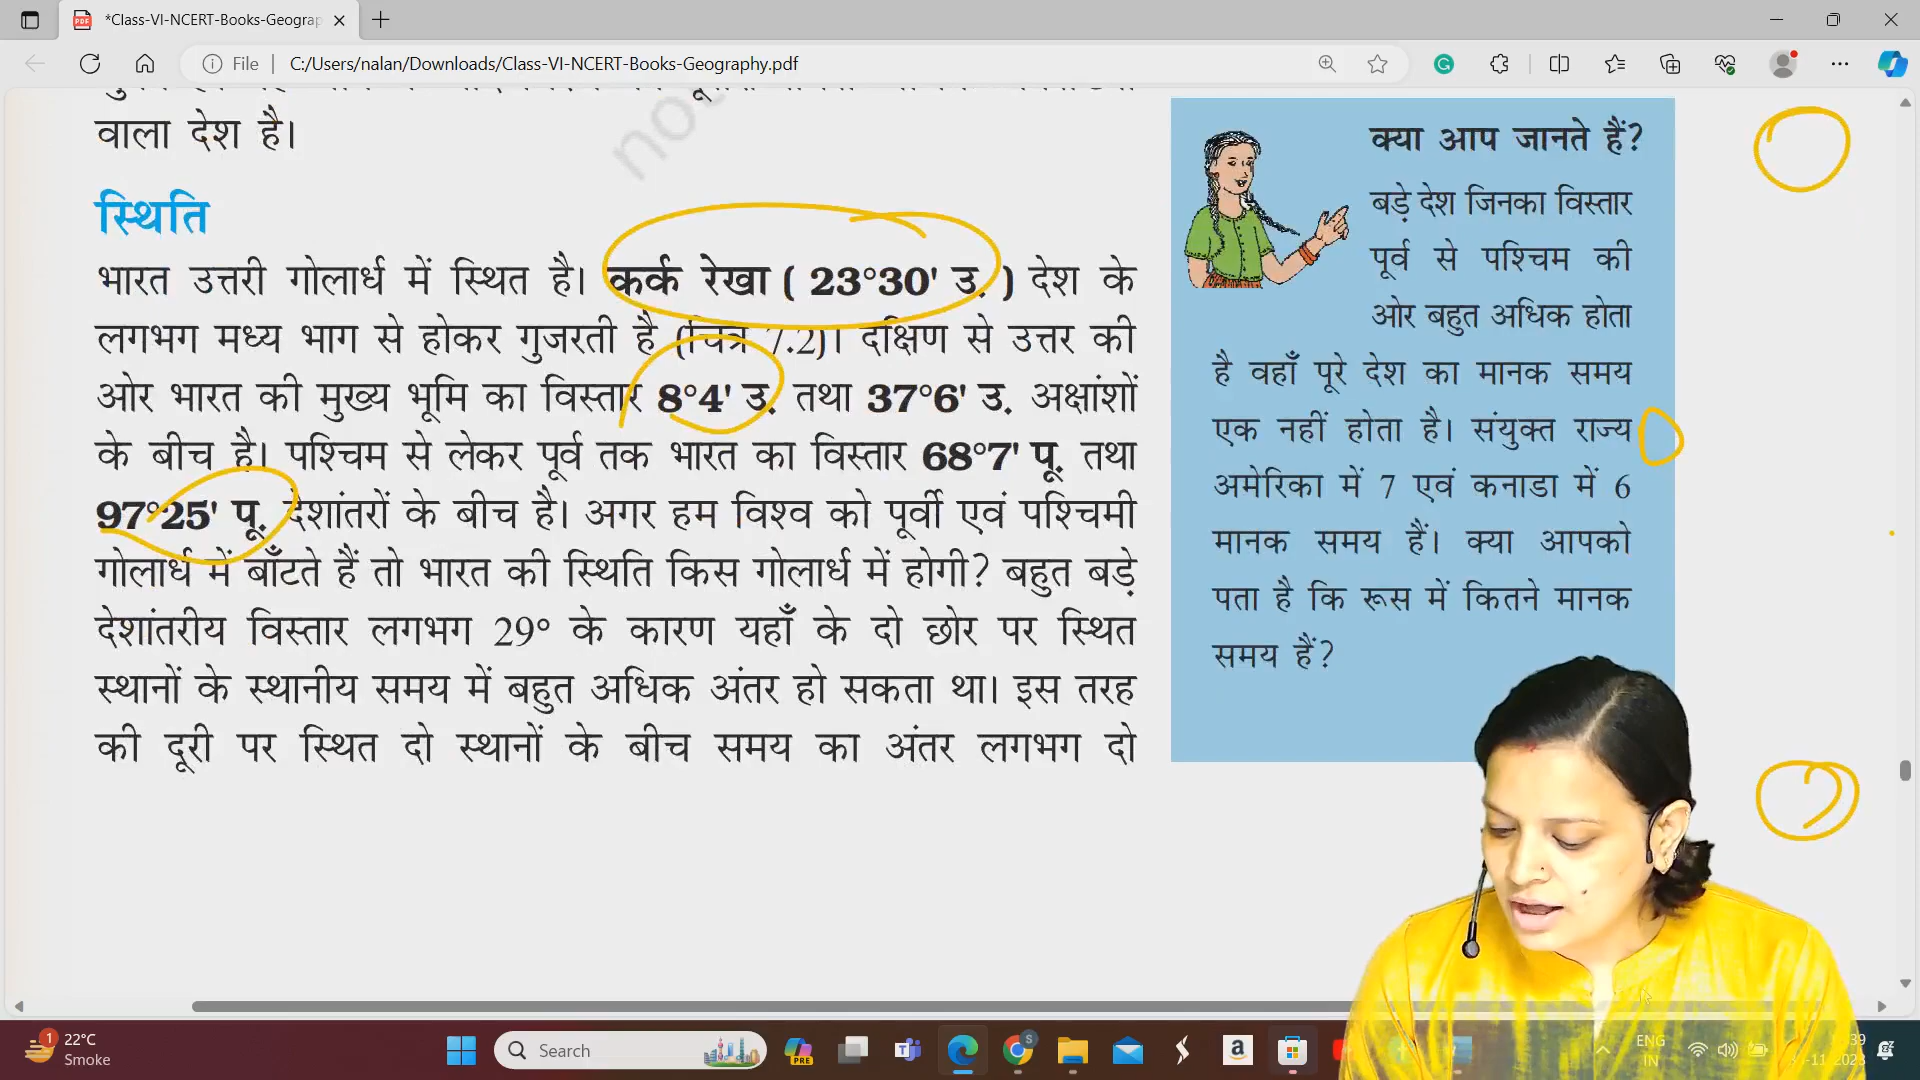 *Class-VI-NCERT-Books-Geograp
File
C:/Users/nalan/Downloads/Class-VI-NCERT-Books-Geography.pdf
वाला देश है।
not
स्थिति
भारत उत्तरी गोलार्ध में स्थित है। कर्क रेखा ( 23°30' उ. ) देश के
लगभग मध्य भाग से होकर गुजरती है (चित्र 7.2)। दक्षिण से उत्तर की
ओर भारत की मुख्य भूमि का विस्तार 8°4' उ. तथा 37°6' उ. अक्षांशों
के बीच है। पश्चिम से लेकर पूर्व तक भारत का विस्तार 68°7' पू. तथा
97°25' पू. देशांतरों के बीच है। अगर हम विश्व को पूर्वी एवं पश्चिमी
गोलार्ध में बाँटते हैं तो भारत की स्थिति किस गोलार्ध में होगी? बहुत बड़े
देशांतरीय विस्तार लगभग 29° के कारण यहाँ के दो छोर पर स्थित
स्थानों के स्थानीय समय में बहुत अधिक अंतर हो सकता था। इस तरह
की दूरी पर स्थित दो स्थानों के बीच समय का अंतर लगभग दो
क्या आप जानते हैं?
बड़े देश जिनका विस्तार
पूर्व से पश्चिम की
ओर बहुत अधिक होता
है वहाँ पूरे देश का मानक समय
एक नहीं होता है। संयुक्त राज्य
अमेरिका में 7 एवं कनाडा में 6
मानक समय हैं। क्या आपको
पता है कि रूस में कितने मानक
समय हैं?
1
22°C
Smoke
Search
PRE
ENG
IN